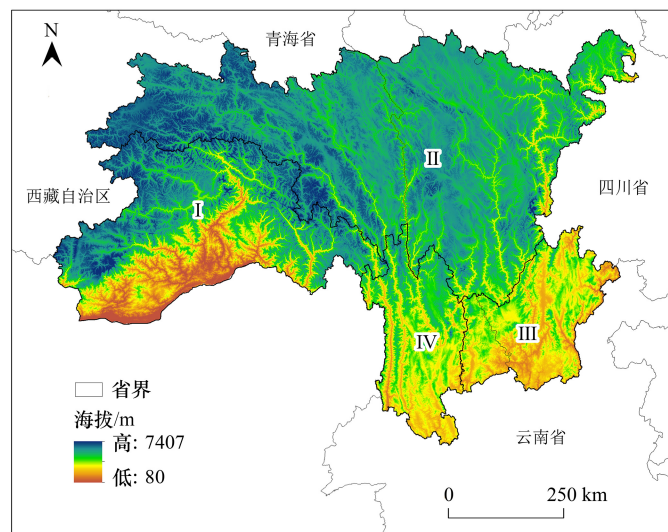 N
青海省
II
四川省
西藏自治区
I
III
IV
省界
海拔/m
高: 7407
低: 80
云南省
0 250 km